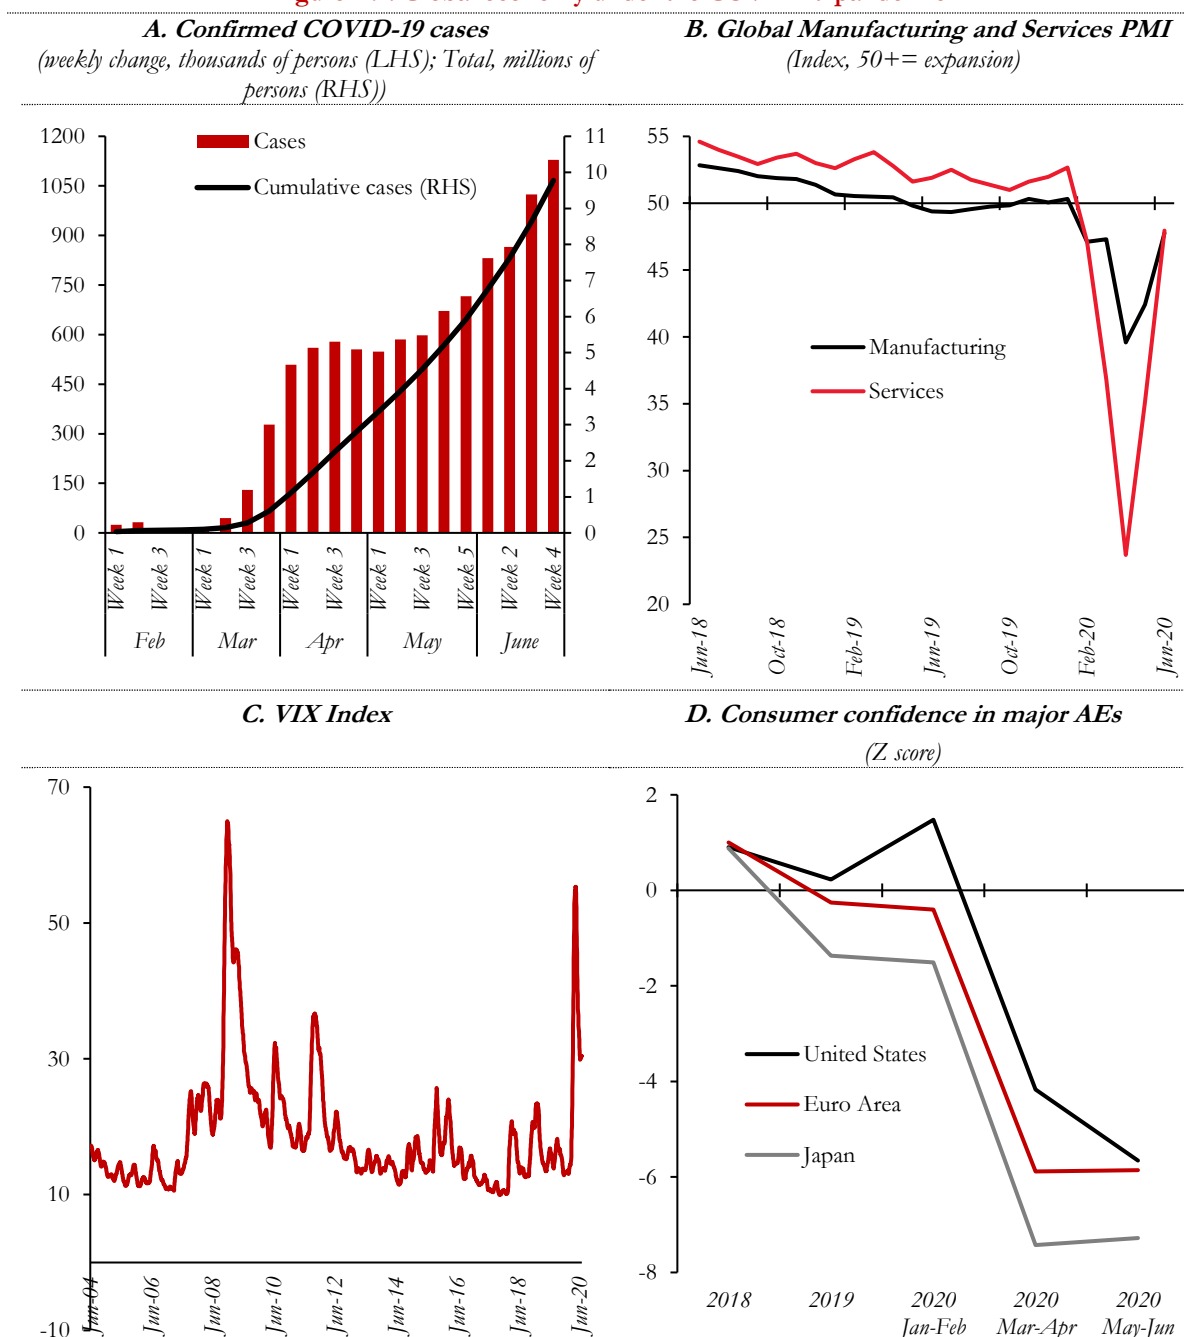 A. Confirmed COVID-19 cases
(weekly change, thousands of persons (LHS); Total, millions of
persons (RHS))
1200
1050
900
750
600
450
300
150
0
Cases
Cumulative cases (RHS)
11
10
9
8
7
6
5
4
3
2
1
0
Week 1
Week 3
Week 1
Week 3
Week 1
Week 3
Week 1
Week 3
Week 5
Week 2
Week 4
Feb
Mar
Apr
May
June
B. Global Manufacturing and Services PMI
(Index, 50+= expansion)
55
50
45
40
35
30
25
20
Manufacturing
Services
Jun-18
Oct-18
Feb-19
Jun-19
Oct-19
Feb-20
Jun-20
C. VIX Index
70
50
30
10
-10
Jun-04
Jun-06
Jun-08
Jun-10
Jun-12
Jun-14
Jun-16
Jun-18
Jun-20
D. Consumer confidence in major AEs
(Z score)
2
0
-2
-4
-6
-8
United States
Euro Area
Japan
2018
2019
2020
Jan-Feb
2020
Mar-Apr
2020
May-Jun